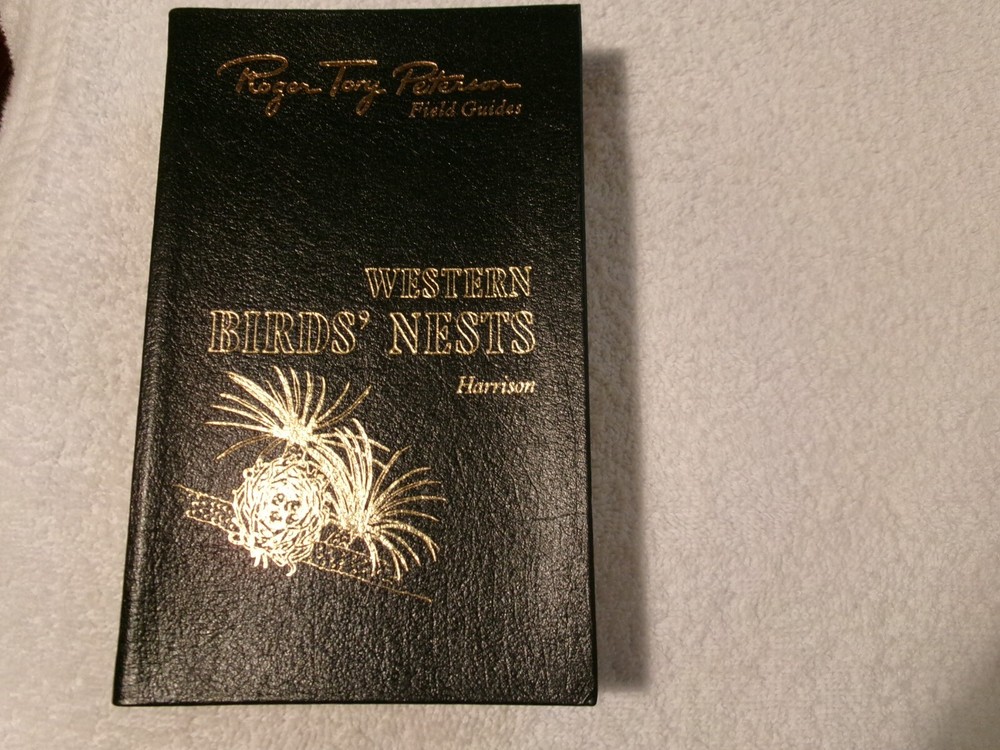 Roger Tory Peterson
Field Guides
WESTERN
BIRDS' NESTS
Harrison